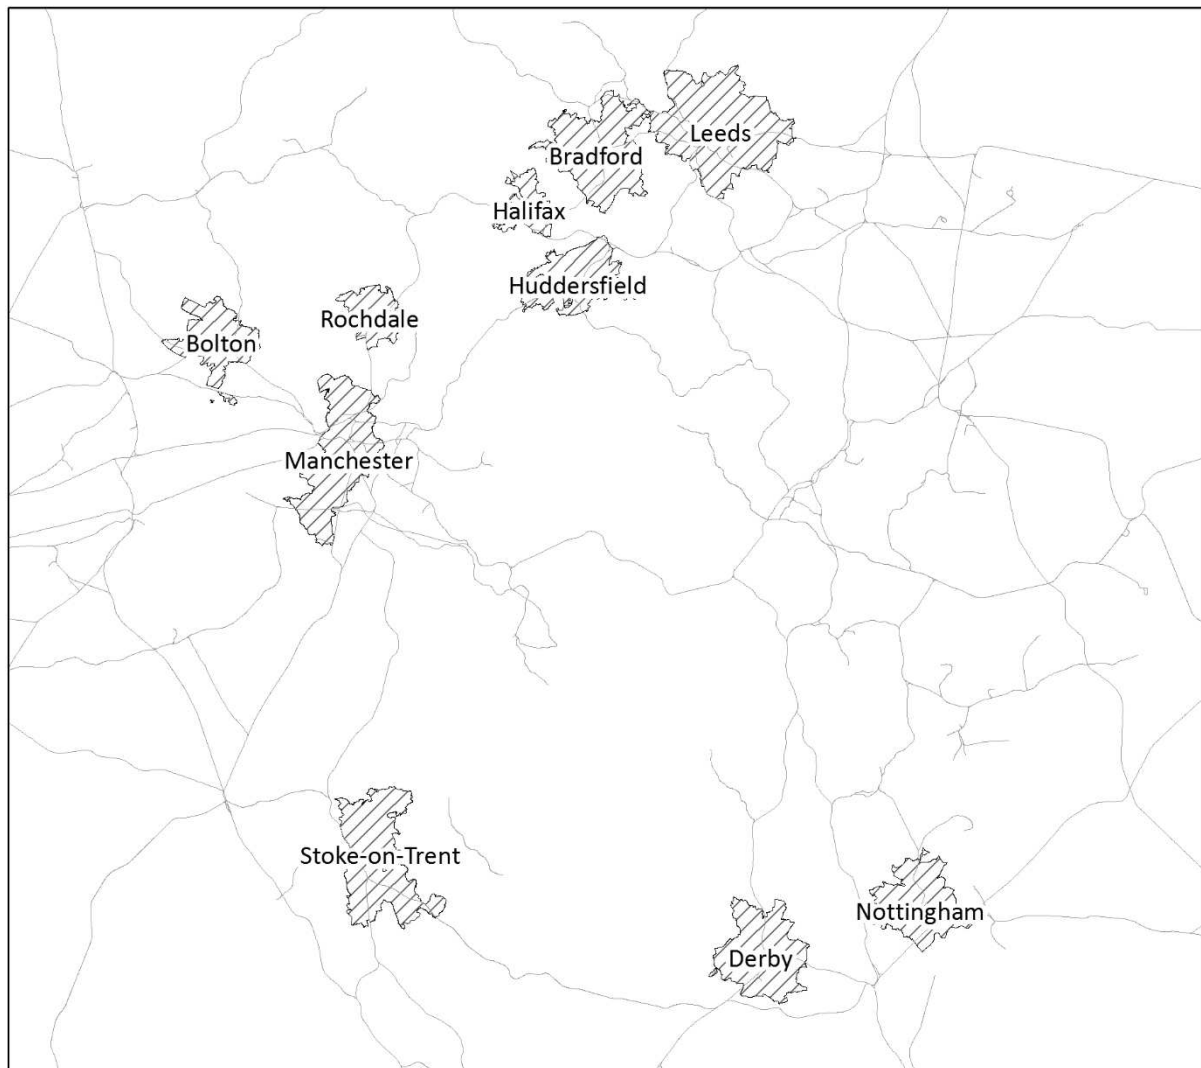 Leeds
Bradford
Halifax
Huddersfield
Rochdale
Bolton
Manchester
Stoke-on-Trent
Nottingham
Derby